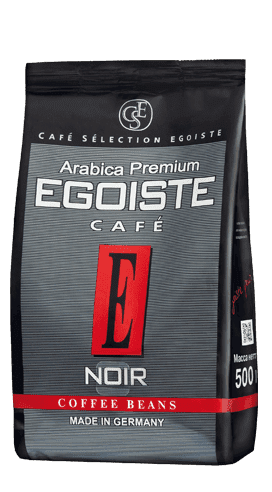 CSE
CAFÉ SÉLECTION EGOISTE
Arabica Premium
EGOISTE
CAFÉ
E
NOIR
COFFEE BEANS
MADE IN GERMANY
Масса нетто
500